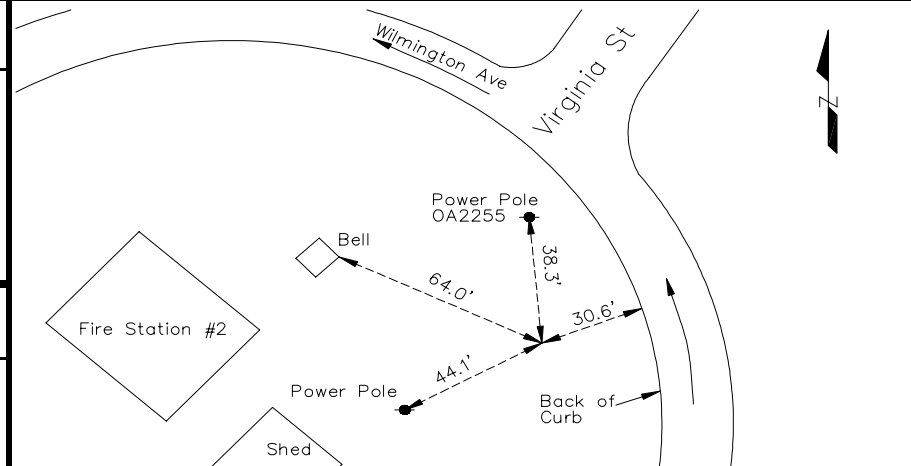 Wilmington Ave
Virginia St
N
Power Pole
OA2255
Bell
38.3'
64.0'
30.6'
Fire Station #2
44.1'
Power Pole
Back of
Curb
Shed